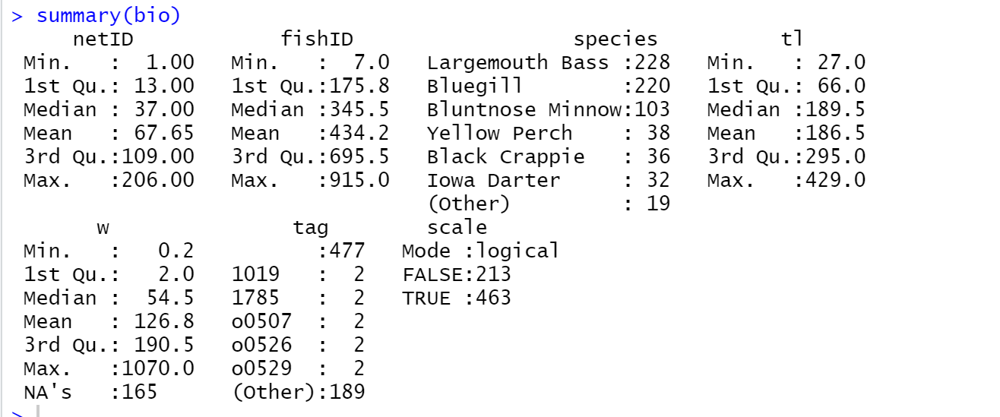 > summary(bio)
     netID            fishID                  species          tl
 Min.   :  1.00   Min.   :  7.0   Largemouth Bass :228   Min.   : 27.0
 1st Qu.: 13.00   1st Qu.:175.8   Bluegill        :220   1st Qu.: 66.0
 Median : 37.00   Median :345.5   Bluntnose Minnow:103   Median :189.5
 Mean   : 67.65   Mean   :434.2   Yellow Perch    : 38   Mean   :186.5
 3rd Qu.:109.00   3rd Qu.:695.5   Black Crappie   : 36   3rd Qu.:295.0
 Max.   :206.00   Max.   :915.0   Iowa Darter     : 32   Max.   :429.0
                                  (Other)         : 19
       w               tag        scale
 Min.   :   0.2          :477   Mode :logical
 1st Qu.:   2.0   1019   :  2   FALSE:213
 Median :  54.5   1785   :  2   TRUE :463
 Mean   : 126.8   o0507  :  2
 3rd Qu.: 190.5   o0526  :  2
 Max.   :1070.0   o0529  :  2
 NA's   :165      (Other):189
>